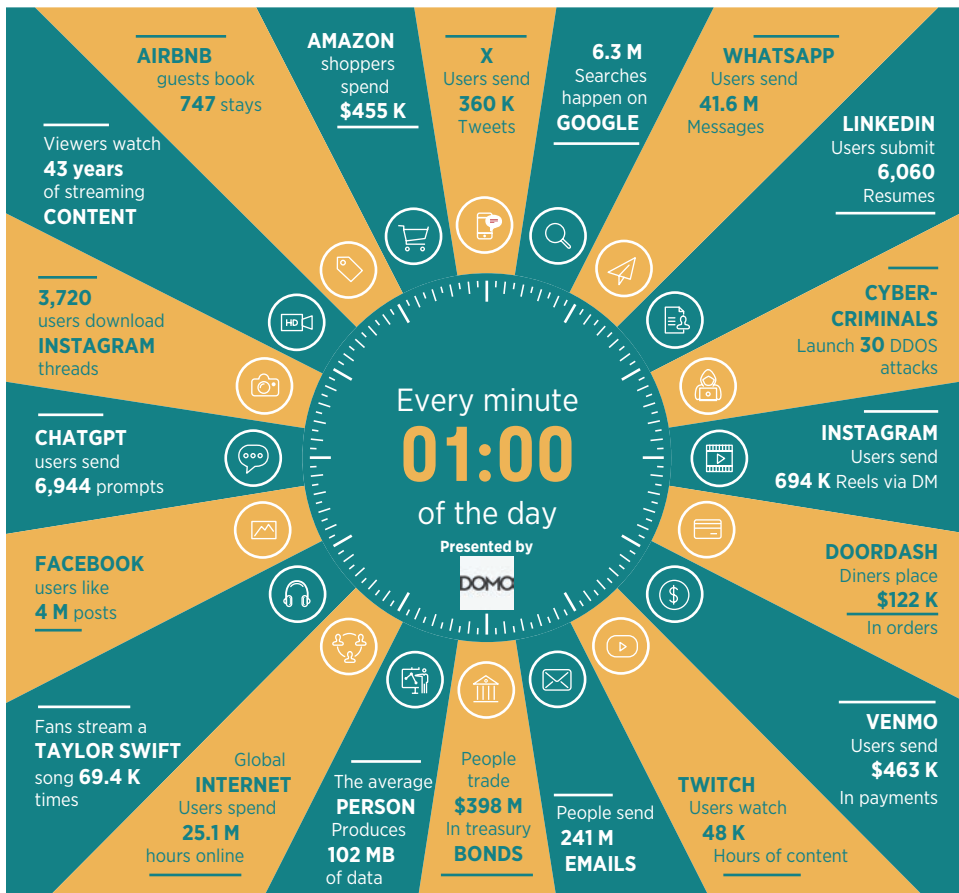 AIRBNB
guests book
747 stays
AMAZON
shoppers
spend
$455 K
X
Users send
360 K
Tweets
6.3 M
Searches
happen on
GOOGLE
WHATSAPP
Users send
41.6 M
Messages
LINKEDIN
Users submit
6,060
Resumes
CYBER-
CRIMINALS
Launch 30 DDOS
attacks
INSTAGRAM
Users send
694 K Reels via DM
DOORDASH
Diners place
$122 K
In orders
VENMO
Users send
$463 K
In payments
TWITCH
Users watch
48 K
Hours of content
People send
241 M
EMAILS
People
trade
$398 M
In treasury
BONDS
The average
PERSON
Produces
102 MB
of data
Global
INTERNET
Users spend
25.1 M
hours online
Fans stream a
TAYLOR SWIFT
song 69.4 K
times
FACEBOOK
users like
4 M posts
CHATGPT
users send
6,944 prompts
3,720
users download
INSTAGRAM
threads
Viewers watch
43 years
of streaming
CONTENT
HD
$
Every minute
01:00
of the day
Presented by
DOMO